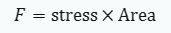 F = stress × Area